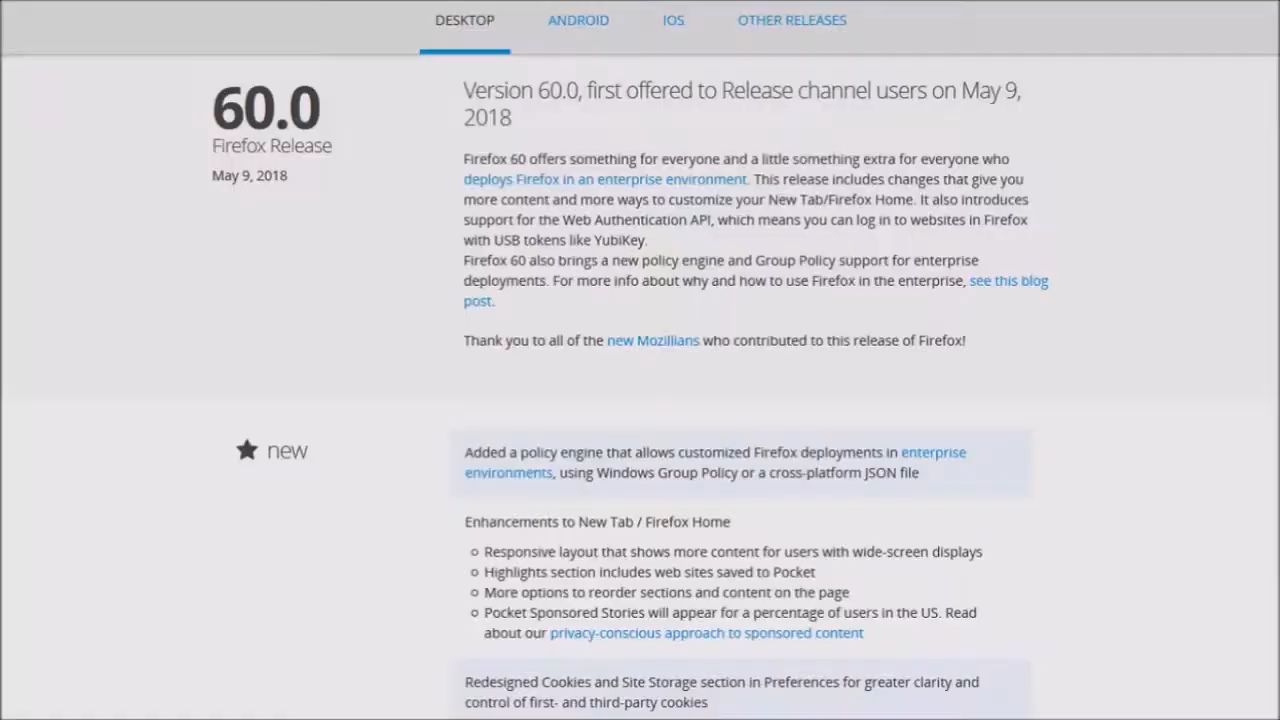 DESKTOP ANDROID IOS OTHER RELEASES
60.0
Firefox Release
May 9, 2018
Version 60.0, first offered to Release channel users on May 9,
2018
Firefox 60 offers something for everyone and a little something extra for everyone who
deploys Firefox in an enterprise environment. This release includes changes that give you
more content and more ways to customize your New Tab/Firefox Home. It also introduces
support for the Web Authentication API, which means you can log in to websites in Firefox
with USB tokens like YubiKey.
Firefox 60 also brings a new policy engine and Group Policy support for enterprise
deployments. For more info about why and how to use Firefox in the enterprise, see this blog
post.
Thank you to all of the new Mozillians who contributed to this release of Firefox!
new
Added a policy engine that allows customized Firefox deployments in enterprise
environments, using Windows Group Policy or a cross-platform JSON file
Enhancements to New Tab / Firefox Home
Responsive layout that shows more content for users with wide-screen displays
Highlights section includes web sites saved to Pocket
More options to reorder sections and content on the page
Pocket Sponsored Stories will appear for a percentage of users in the US. Read
about our privacy-conscious approach to sponsored content
Redesigned Cookies and Site Storage section in Preferences for greater clarity and
control of first- and third-party cookies